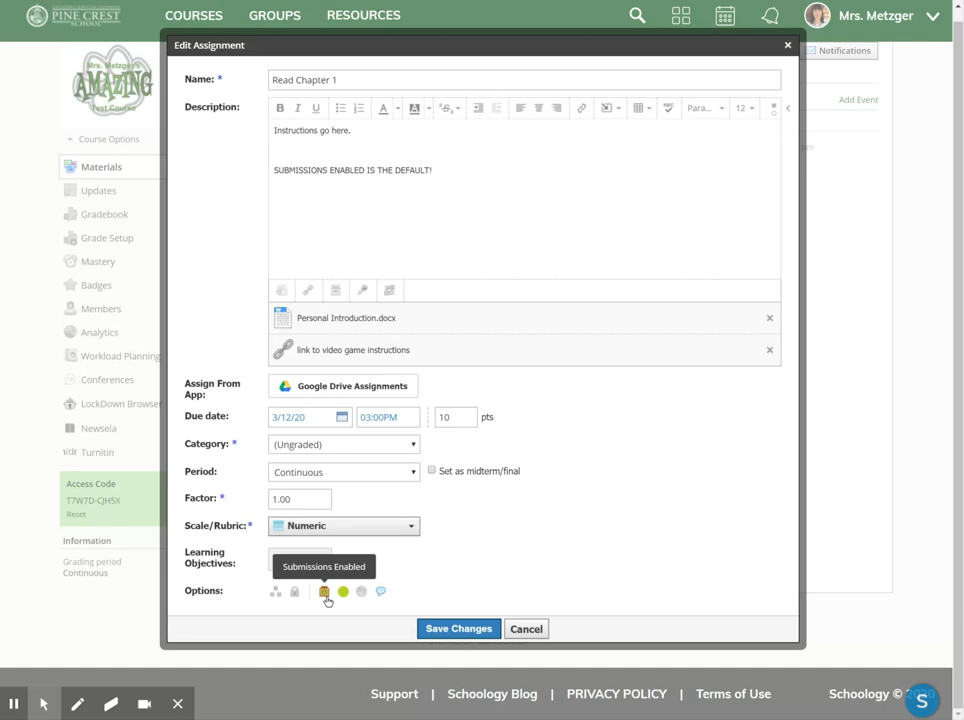 PINE CREST
SCHOOL
COURSES GROUPS RESOURCES Mrs. Metzger
Edit Assignment
Notifications
Mrs. Metzger's
AMAZING
Test Course
Add Event
Course Options
Materials
Updates
Gradebook
Grade Setup
Mastery
Badges
Members
Analytics
Workload Planning
Conferences
LockDown Browser
Newsela
turnitin Turnitin
Access Code
T7W7D-CJHSX
Reset
Information
Grading period
Continuous
Name: * Read Chapter 1
Description:
B I U A A S Para... 12
Instructions go here.
SUBMISSIONS ENABLED IS THE DEFAULT!
pm
Personal Introduction.docx
link to video game instructions
Assign From App: Google Drive Assignments
Due date: 3/12/20 03:00PM 10 pts
Category: * (Ungraded)
Period: Continuous Set as midterm/final
Factor: * 1.00
Scale/Rubric:* Numeric
Learning
Objectives:
Submissions Enabled
Options:
Save Changes Cancel
Support | Schoology Blog | PRIVACY POLICY | Terms of Use Schoology © 2020
S